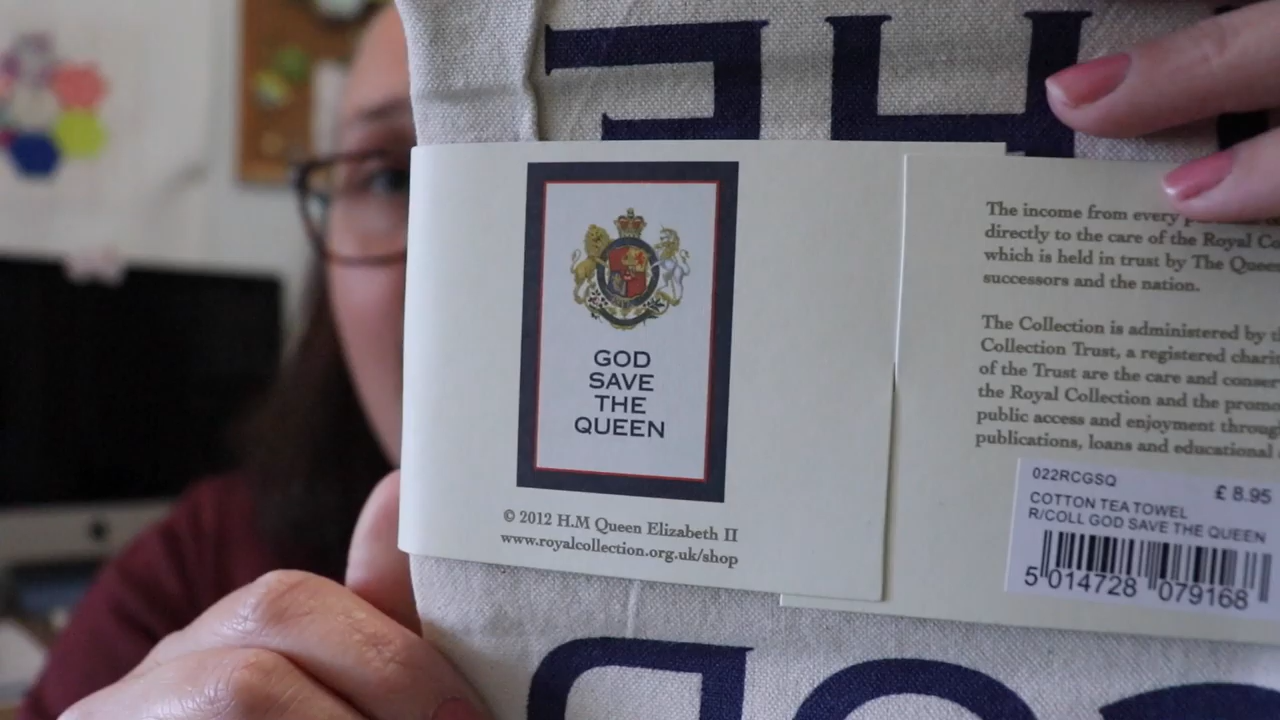 GOD
SAVE
THE
QUEEN
© 2012 H.M Queen Elizabeth II
www.royalcollection.org.uk/shop
The income from every
directly to the care of the Royal
which is held in trust by The
successors and the nation.
The Collection is administered by
Collection Trust, a registered
of the Trust are the care and
the Royal Collection and the
public access and enjoyment
publications, loans and educational
022RCGSQ
£ 8.95
COTTON TEA TOWEL
R/COLL GOD SAVE THE QUEEN
5 014728 079168